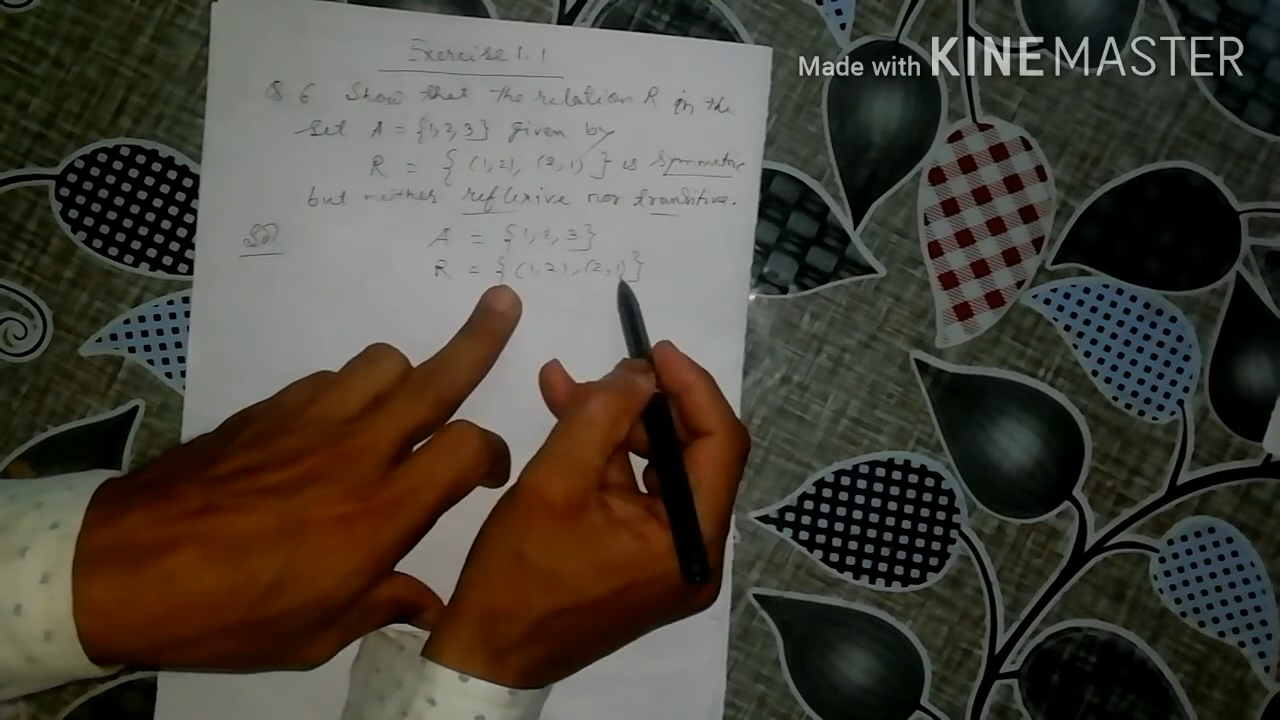 Made with KINEMASTER
Exercise 1.1
Q.6 Show that the relation R in the
set A = {1,2,3} given by
R = { (1,2), (2,1) } is symmetric
but neither reflexive nor transitive.
Sol
A = {1,2,3}
R = {(1,2),(2,1)}